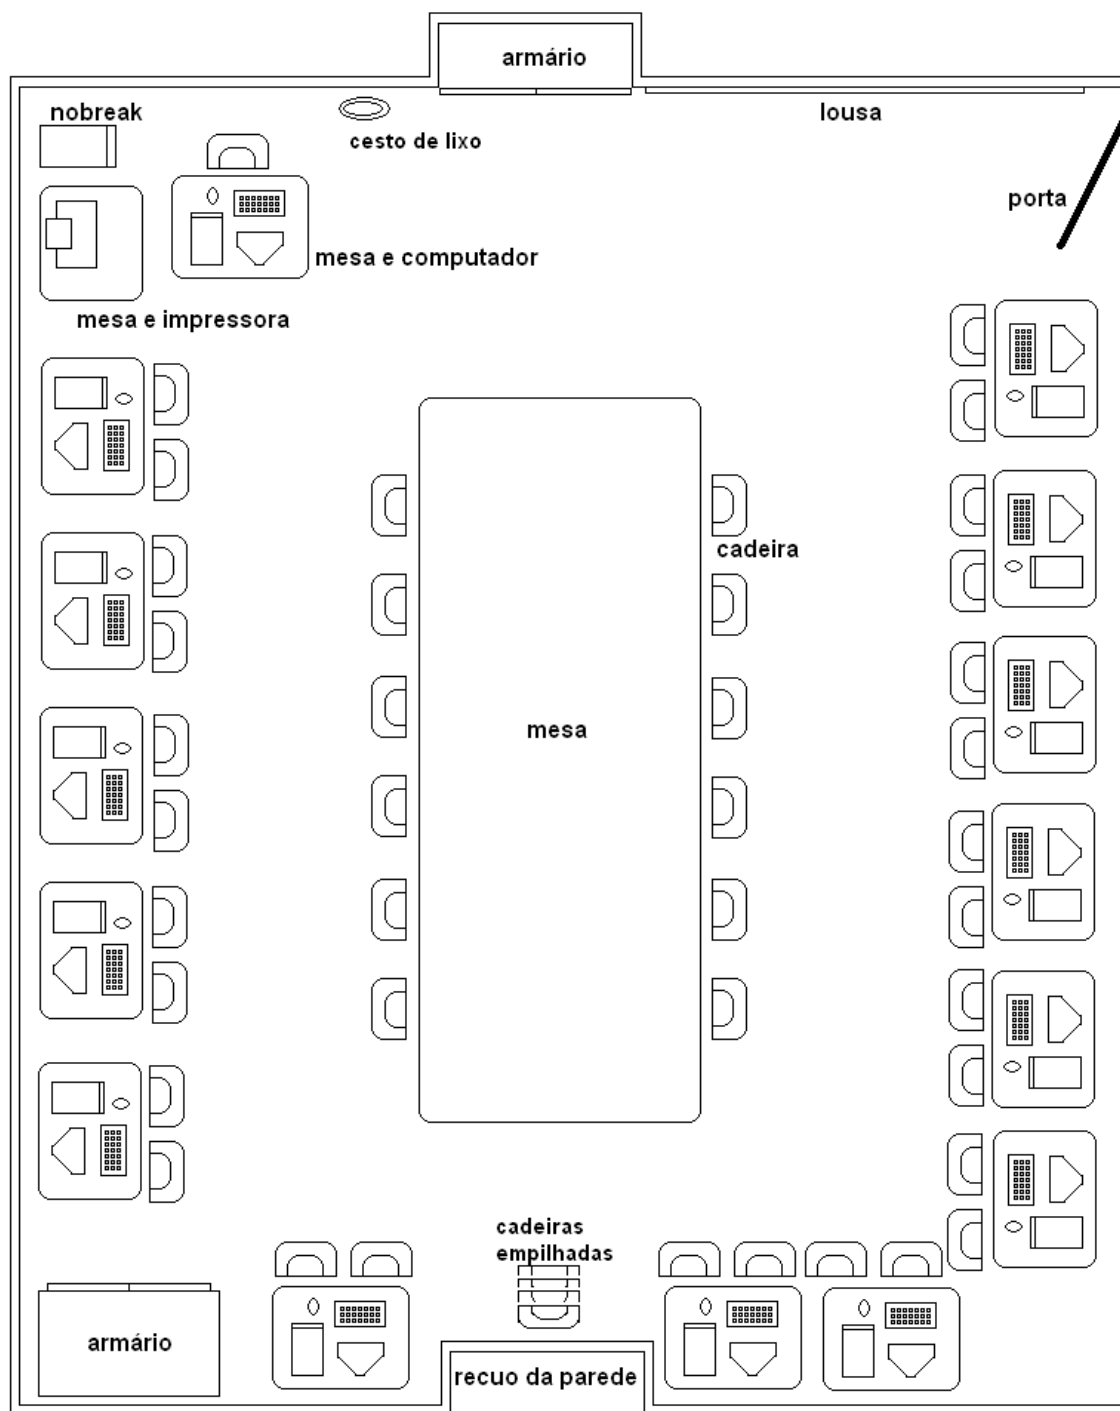 armário
nobreak
lousa
cesto de lixo
porta
mesa e computador
mesa e impressora
cadeira
mesa
cadeiras
empilhadas
armário
recuo da parede